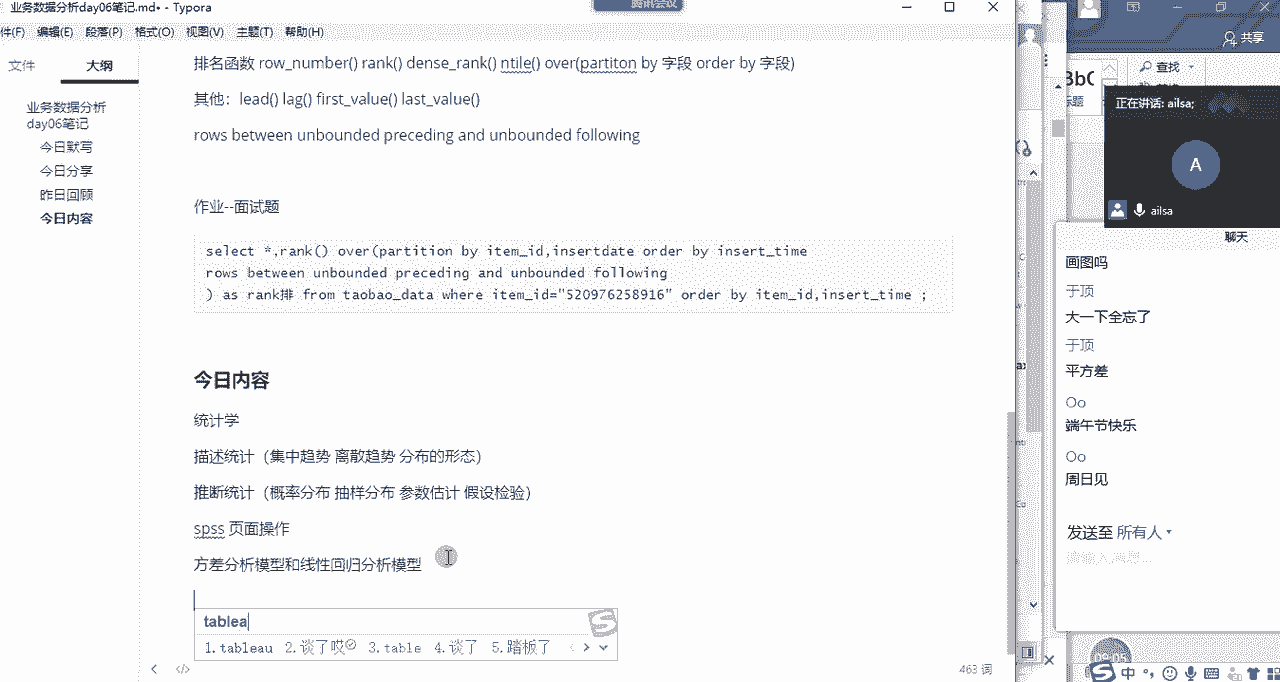 业务数据分析day06笔记.md• - Typora
件(F) 编辑(E) 段落(P) 格式(O) 视图(V) 主题(T) 帮助(H)
文件 大纲
业务数据分析
day06笔记
今日默写
今日分享
昨日回顾
今日内容
排名函数 row_number() rank() dense_rank() ntile() over(partiton by 字段 order by 字段)
其他：lead() lag() first_value() last_value()
rows between unbounded preceding and unbounded following
作业--面试题
select *,rank() over(partition by item_id,insertdate order by insert_time
rows between unbounded preceding and unbounded following
) as rank排 from taobao_data where item_id="520976258916" order by item_id,insert_time ;
今日内容
统计学
描述统计（集中趋势 离散趋势 分布的形态）
推断统计（概率分布 抽样分布 参数估计 假设检验）
spss 页面操作
方差分析模型和线性回归分析模型
tablea
1.tableau 2.谈了哎 3.table 4.谈了 5.踏板了
463 词
腾讯会议
共享
查找
正在讲话: ailsa;
A
ailsa
聊天
画图吗
于顶
大一下全忘了
于顶
平方差
Oo
端午节快乐
Oo
周日见
发送至 所有人
中